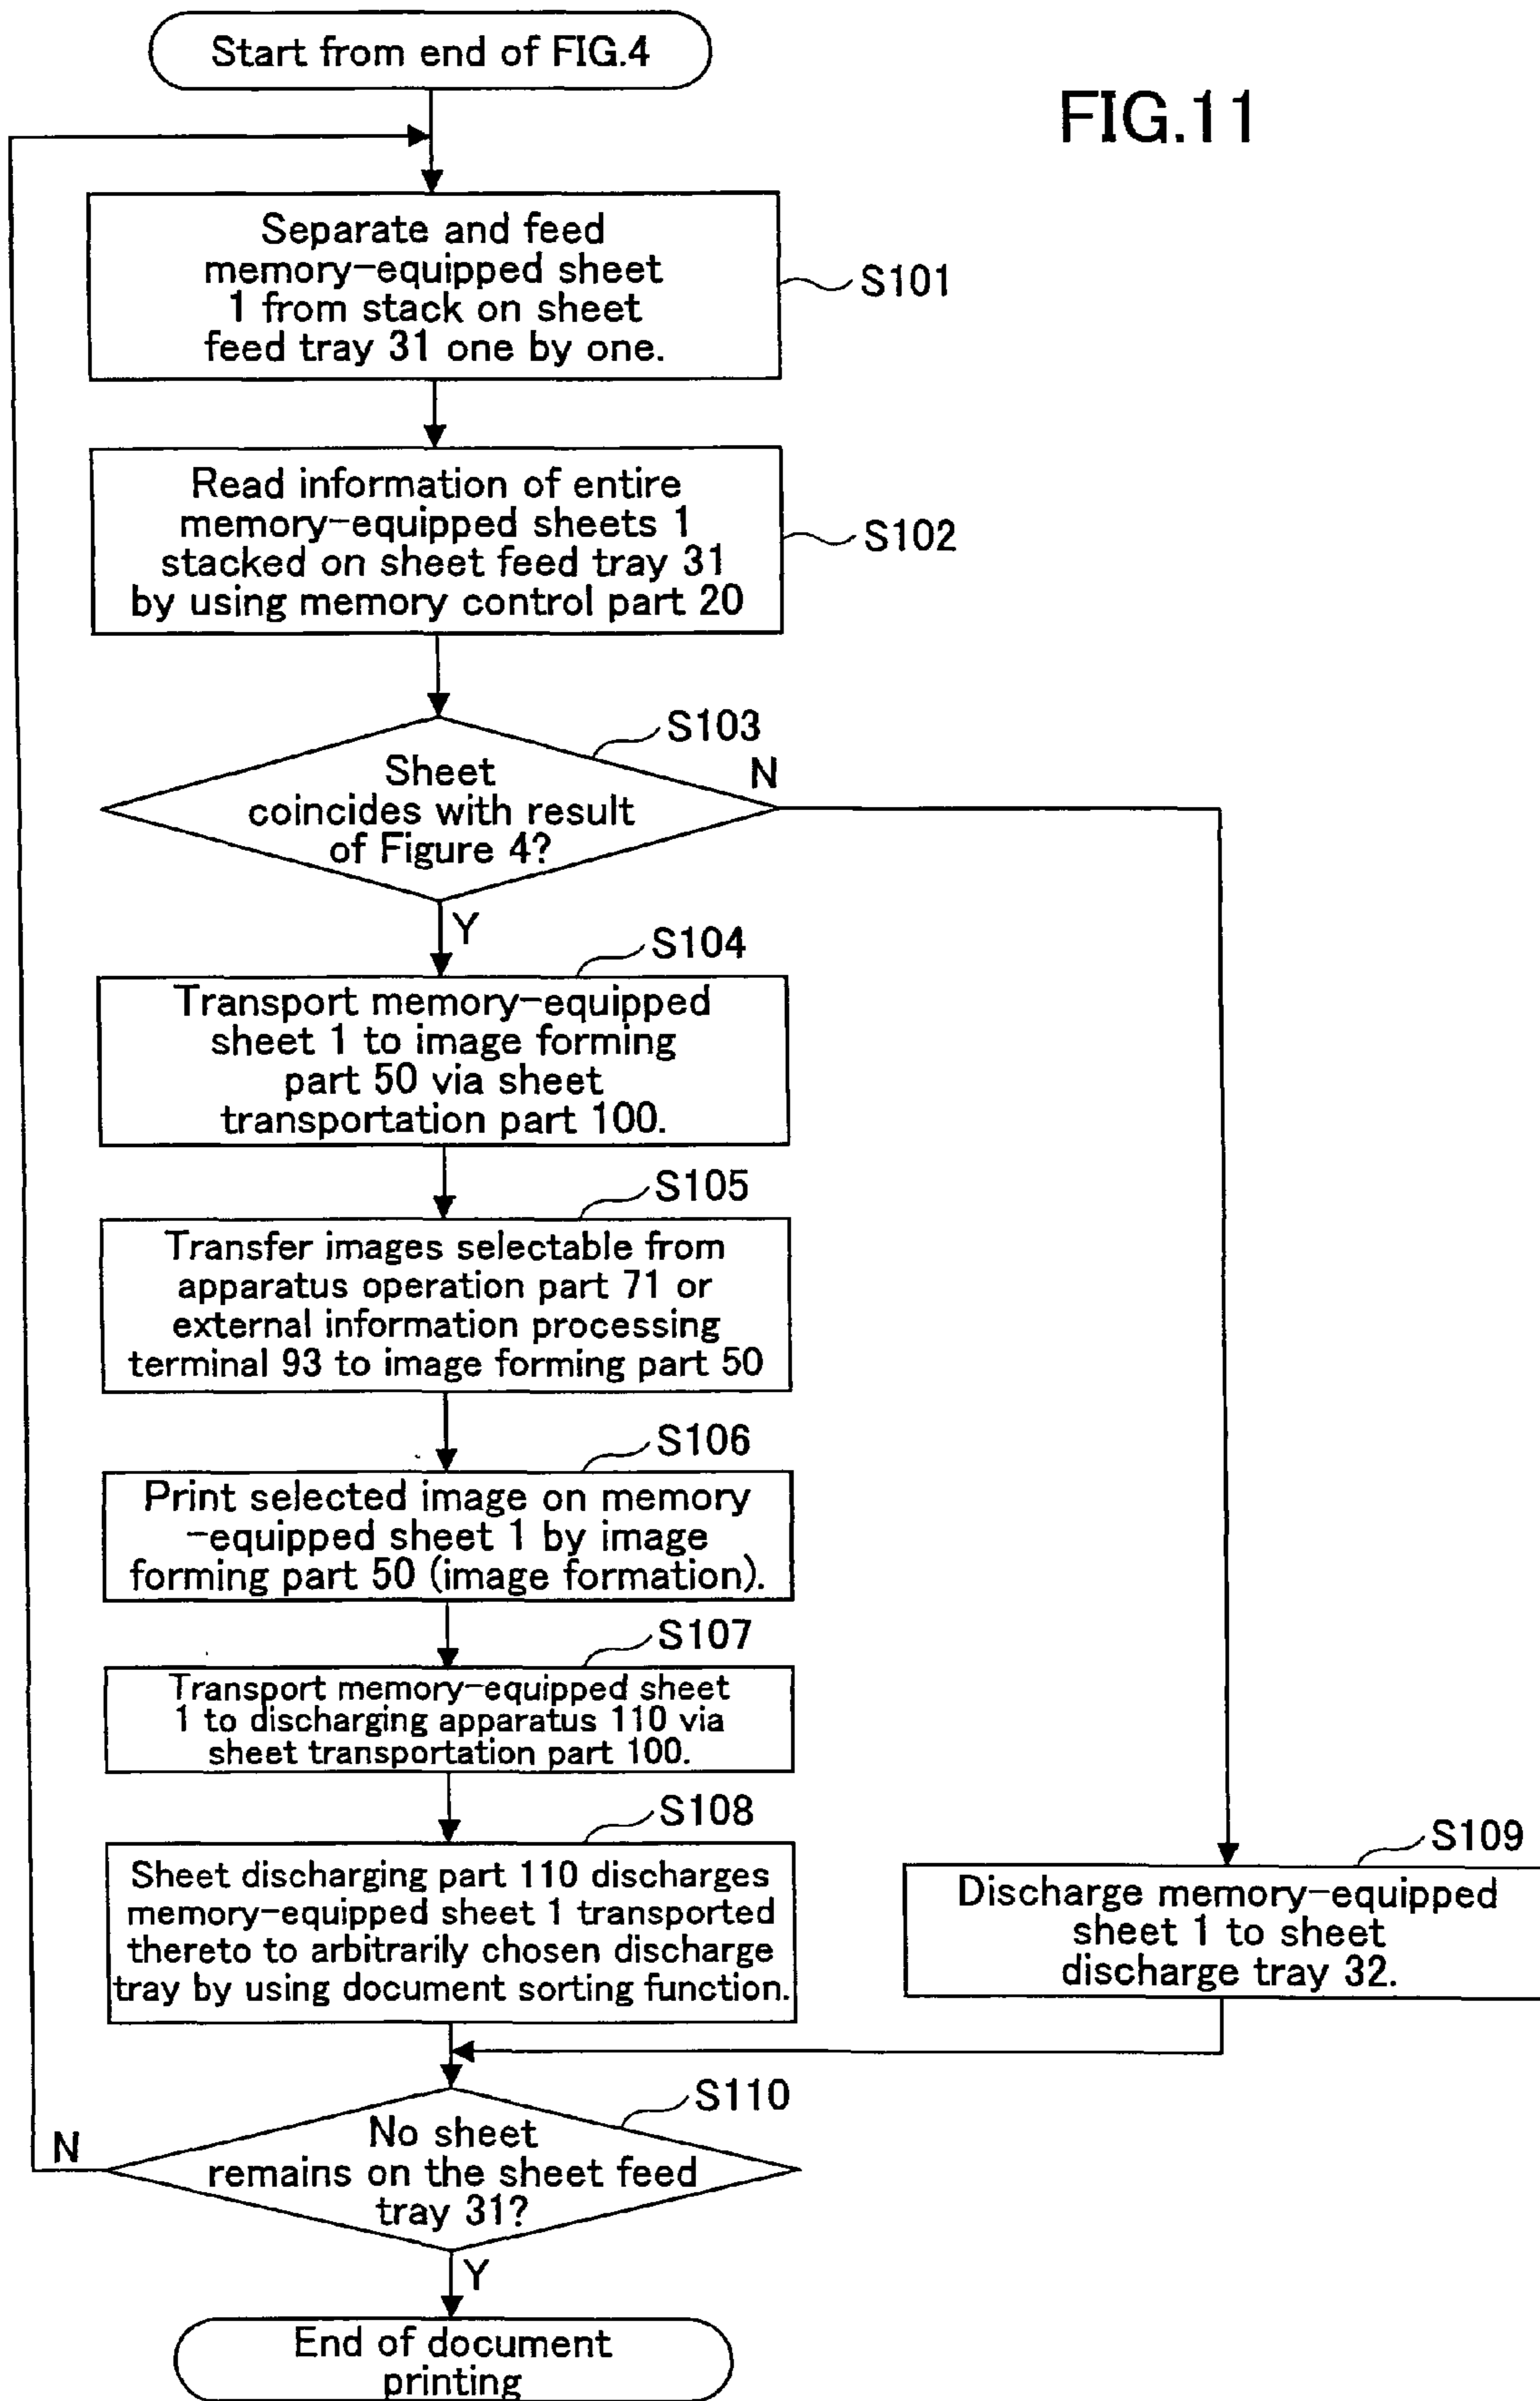 Start from end of FIG.4
FIG.11
Separate and feed
memory-equipped sheet
1 from stack on sheet
feed tray 31 one by one.
S101
Read information of entire
memory-equipped sheets 1
stacked on sheet feed tray 31
by using memory control part 20
S102
S103
Sheet
coincides with result
of Figure 4?
N
Y
S104
Transport memory-equipped
sheet 1 to image forming
part 50 via sheet
transportation part 100.
S105
Transfer images selectable from
apparatus operation part 71 or
external information processing
terminal 93 to image forming part 50
S106
Print selected image on memory
-equipped sheet 1 by image
forming part 50 (image formation).
S107
Transport memory-equipped sheet
1 to discharging apparatus 110 via
sheet transportation part 100.
S108
Sheet discharging part 110 discharges
memory-equipped sheet 1 transported
thereto to arbitrarily chosen discharge
tray by using document sorting function.
S109
Discharge memory-equipped
sheet 1 to sheet
discharge tray 32.
S110
No sheet
remains on the sheet feed
tray 31?
N
Y
End of document
printing